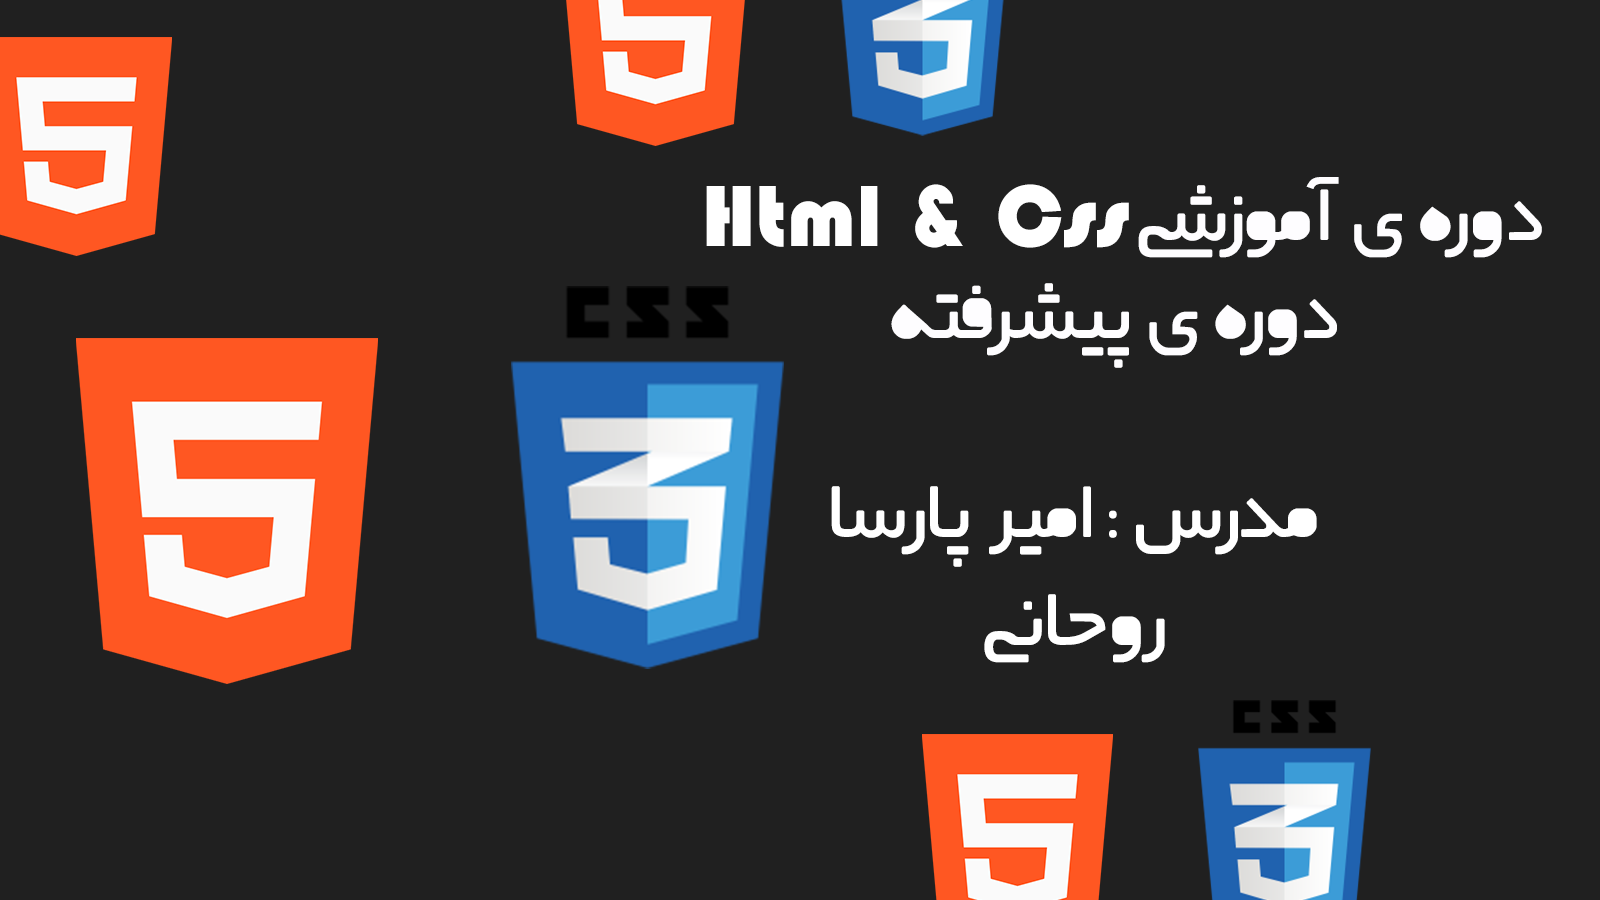 دوره ی آموزشی Html & Css
دوره ی پیشرفته
CSS
مدرس : امیر پارسا
روحانی
CSS